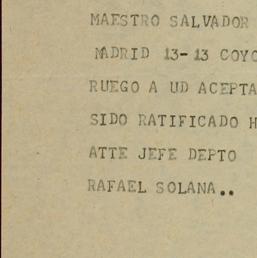 MAESTRO SALVADOR
MADRID 13-13 COYO
RUEGO A UD ACEPTA
SIDO RATIFICADO H
ATTE JEFE DEPTO
RAFAEL SOLANA..